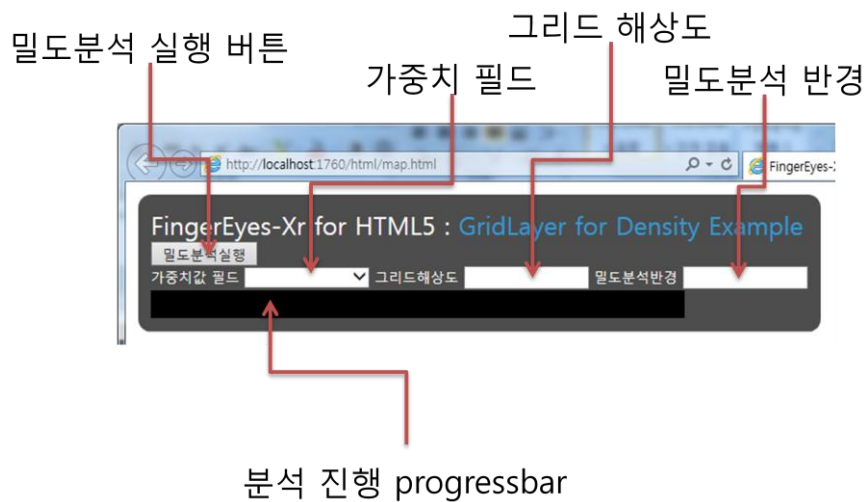 그리드 해상도
밀도분석 실행 버튼
가중치 필드
밀도분석 반경
http://localhost:1760/html/map.html
FingerEyes-
FingerEyes-Xr for HTML5 : GridLayer for Density Example
밀도분석실행
가중치값 필드 그리드해상도 밀도분석반경
분석 진행 progressbar